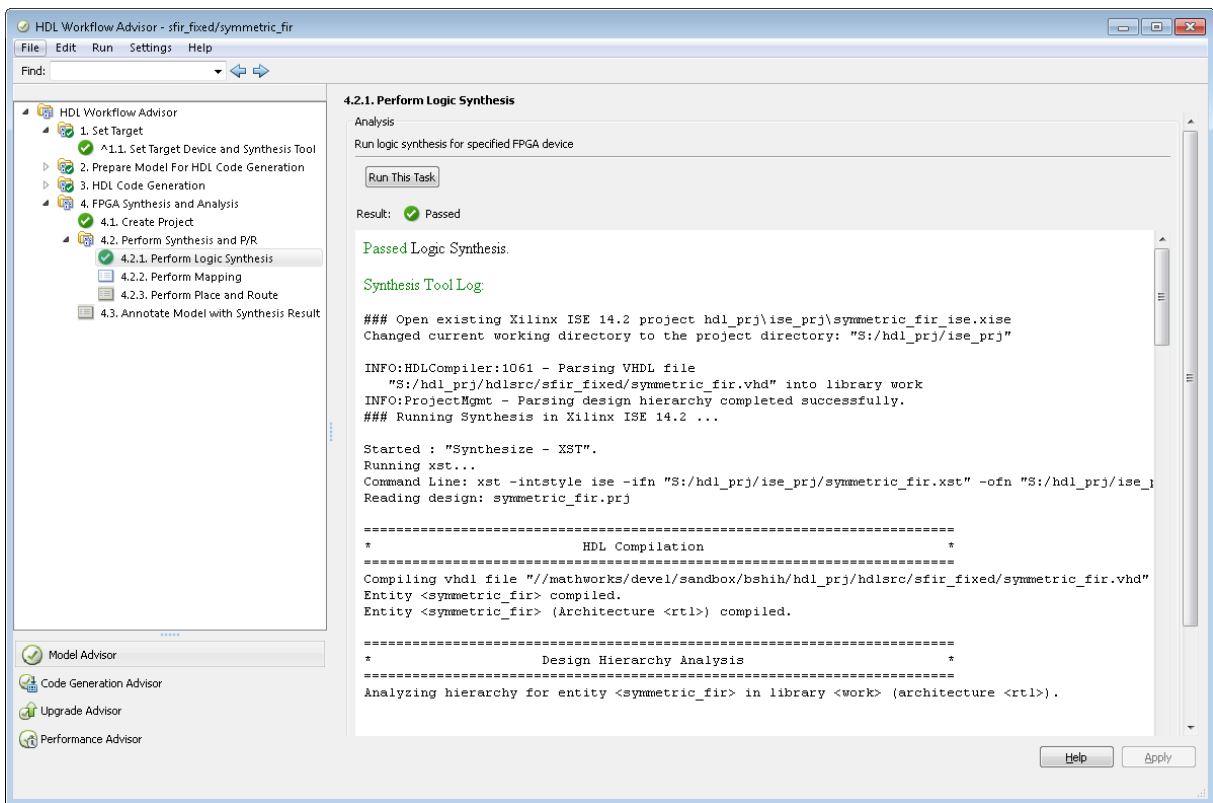 HDL Workflow Advisor - sfir_fixed/symmetric_fir
File Edit Run Settings Help
Find:
HDL Workflow Advisor
1. Set Target
^1.1. Set Target Device and Synthesis Tool
2. Prepare Model For HDL Code Generation
3. HDL Code Generation
4. FPGA Synthesis and Analysis
4.1. Create Project
4.2. Perform Synthesis and P/R
4.2.1. Perform Logic Synthesis
4.2.2. Perform Mapping
4.2.3. Perform Place and Route
4.3. Annotate Model with Synthesis Result
Model Advisor
Code Generation Advisor
Upgrade Advisor
Performance Advisor
4.2.1. Perform Logic Synthesis
Analysis
Run logic synthesis for specified FPGA device
Run This Task
Result: Passed
Passed Logic Synthesis.
Synthesis Tool Log:
### Open existing Xilinx ISE 14.2 project hdl_prj\ise_prj\symmetric_fir_ise.xise
Changed current working directory to the project directory: "S:/hdl_prj/ise_prj"
INFO:HDLCompiler:1061 - Parsing VHDL file
"S:/hdl_prj/hdlsrc/sfir_fixed/symmetric_fir.vhd" into library work
INFO:ProjectMgmt - Parsing design hierarchy completed successfully.
### Running Synthesis in Xilinx ISE 14.2 ...
Started : "Synthesize - XST".
Running xst...
Command Line: xst -intstyle ise -ifn "S:/hdl_prj/ise_prj/symmetric_fir.xst" -ofn "S:/hdl_prj/ise_p
Reading design: symmetric_fir.prj
=========================================================================
* HDL Compilation *
=========================================================================
Compiling vhdl file "//mathworks/devel/sandbox/bshih/hdl_prj/hdlsrc/sfir_fixed/symmetric_fir.vhd"
Entity <symmetric_fir> compiled.
Entity <symmetric_fir> (Architecture <rtl>) compiled.
=========================================================================
* Design Hierarchy Analysis *
=========================================================================
Analyzing hierarchy for entity <symmetric_fir> in library <work> (architecture <rtl>).
Help Apply